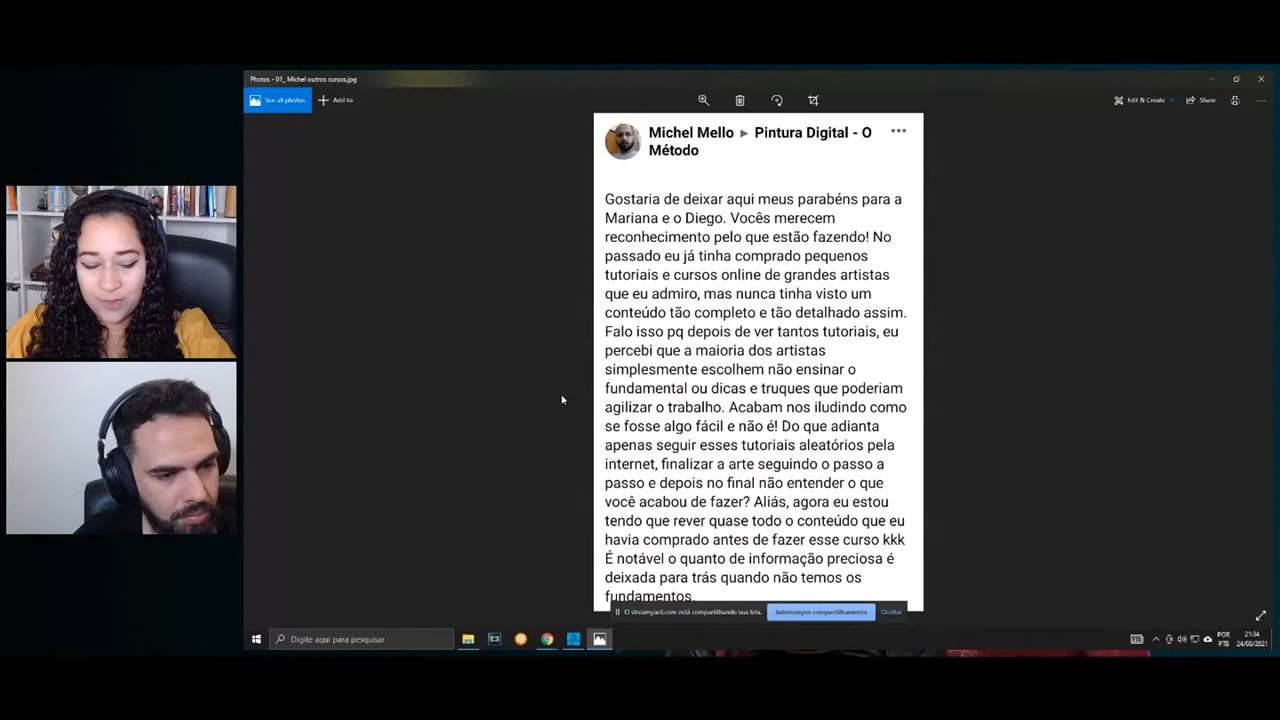 Photos - 01_ Michel outros cursos.jpg
See all photos
Add to
Edit & Create
Share
Michel Mello ▸ Pintura Digital - O
Método
Gostaria de deixar aqui meus parabéns para a
Mariana e o Diego. Vocês merecem
reconhecimento pelo que estão fazendo! No
passado eu já tinha comprado pequenos
tutoriais e cursos online de grandes artistas
que eu admiro, mas nunca tinha visto um
conteúdo tão completo e tão detalhado assim.
Falo isso pq depois de ver tantos tutoriais, eu
percebi que a maioria dos artistas
simplesmente escolhem não ensinar o
fundamental ou dicas e truques que poderiam
agilizar o trabalho. Acabam nos iludindo como
se fosse algo fácil e não é! Do que adianta
apenas seguir esses tutoriais aleatórios pela
internet, finalizar a arte seguindo o passo a
passo e depois no final não entender o que
você acabou de fazer? Aliás, agora eu estou
tendo que rever quase todo o conteúdo que eu
havia comprado antes de fazer esse curso kkk
É notável o quanto de informação preciosa é
deixada para trás quando não temos os
fundamentos.
O streamyard.com está compartilhando sua tela.
Interromper compartilhamento
Ocultar
Digite aqui para pesquisar
POR
PTB
21:34
24/08/2021